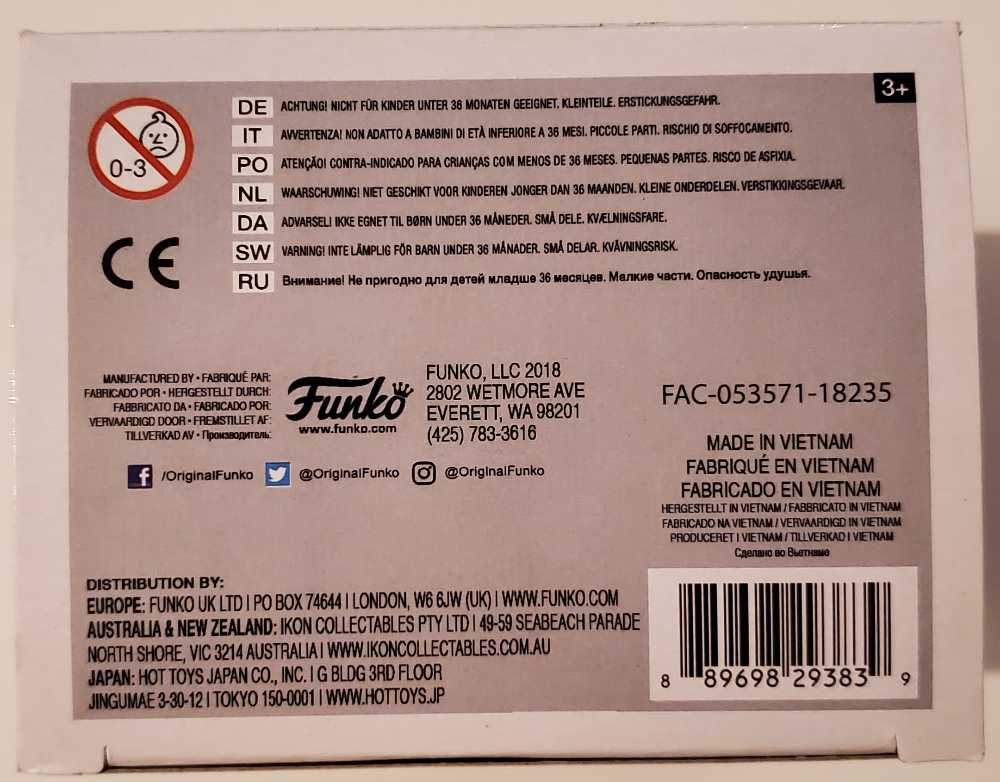 3+
0-3
DE ACHTUNG! NICHT FÜR KINDER UNTER 36 MONATEN GEEIGNET. KLEINTEILE. ERSTICKUNGSGEFAHR.
IT AVVERTENZA! NON ADATTO A BAMBINI DI ETÀ INFERIORE A 36 MESI. PICCOLE PARTI. RISCHIO DI SOFFOCAMENTO.
PO ATENÇÃO! CONTRA-INDICADO PARA CRIANÇAS COM MENOS DE 36 MESES. PEQUENAS PARTES. RISCO DE ASFIXIA.
NL WAARSCHUWING! NIET GESCHIKT VOOR KINDEREN JONGER DAN 36 MAANDEN. KLEINE ONDERDELEN. VERSTIKKINGSGEVAAR.
DA ADVARSEL! IKKE EGNET TIL BØRN UNDER 36 MÅNEDER. SMÅ DELE. KVÆLNINGSFARE.
SW VARNING! INTE LÄMPLIG FÖR BARN UNDER 36 MÅNADER. SMÅ DELAR. KVÄVNINGSRISK.
RU Внимание! Не пригодно для детей младше 36 месяцев. Мелкие части. Опасность удушья.
CE
MANUFACTURED BY • FABRIQUÉ PAR:
FABRICADO POR • HERGESTELLT DURCH:
FABBRICATO DA • FABRICADO POR:
VERVAARDIGD DOOR • FREMSTILLET AF:
TILLVERKAD AV • Производитель:
Funko
www.funko.com
FUNKO, LLC 2018
2802 WETMORE AVE
EVERETT, WA 98201
(425) 783-3616
/OriginalFunko @OriginalFunko @OriginalFunko
FAC-053571-18235
MADE IN VIETNAM
FABRIQUÉ EN VIETNAM
FABRICADO EN VIETNAM
HERGESTELLT IN VIETNAM / FABBRICATO IN VIETNAM
FABRICADO NA VIETNAM / VERVAARDIGD IN VIETNAM
PRODUCERET I VIETNAM / TILLVERKAD I VIETNAM
Сделано во Вьетнаме
DISTRIBUTION BY:
EUROPE: FUNKO UK LTD | PO BOX 74644 | LONDON, W6 6JW (UK) | WWW.FUNKO.COM
AUSTRALIA & NEW ZEALAND: IKON COLLECTABLES PTY LTD | 49-59 SEABEACH PARADE
NORTH SHORE, VIC 3214 AUSTRALIA | WWW.IKONCOLLECTABLES.COM.AU
JAPAN: HOT TOYS JAPAN CO., INC. | G BLDG 3RD FLOOR
JINGUMAE 3-30-12 | TOKYO 150-0001 | WWW.HOTTOYS.JP
8 89698 29383 9